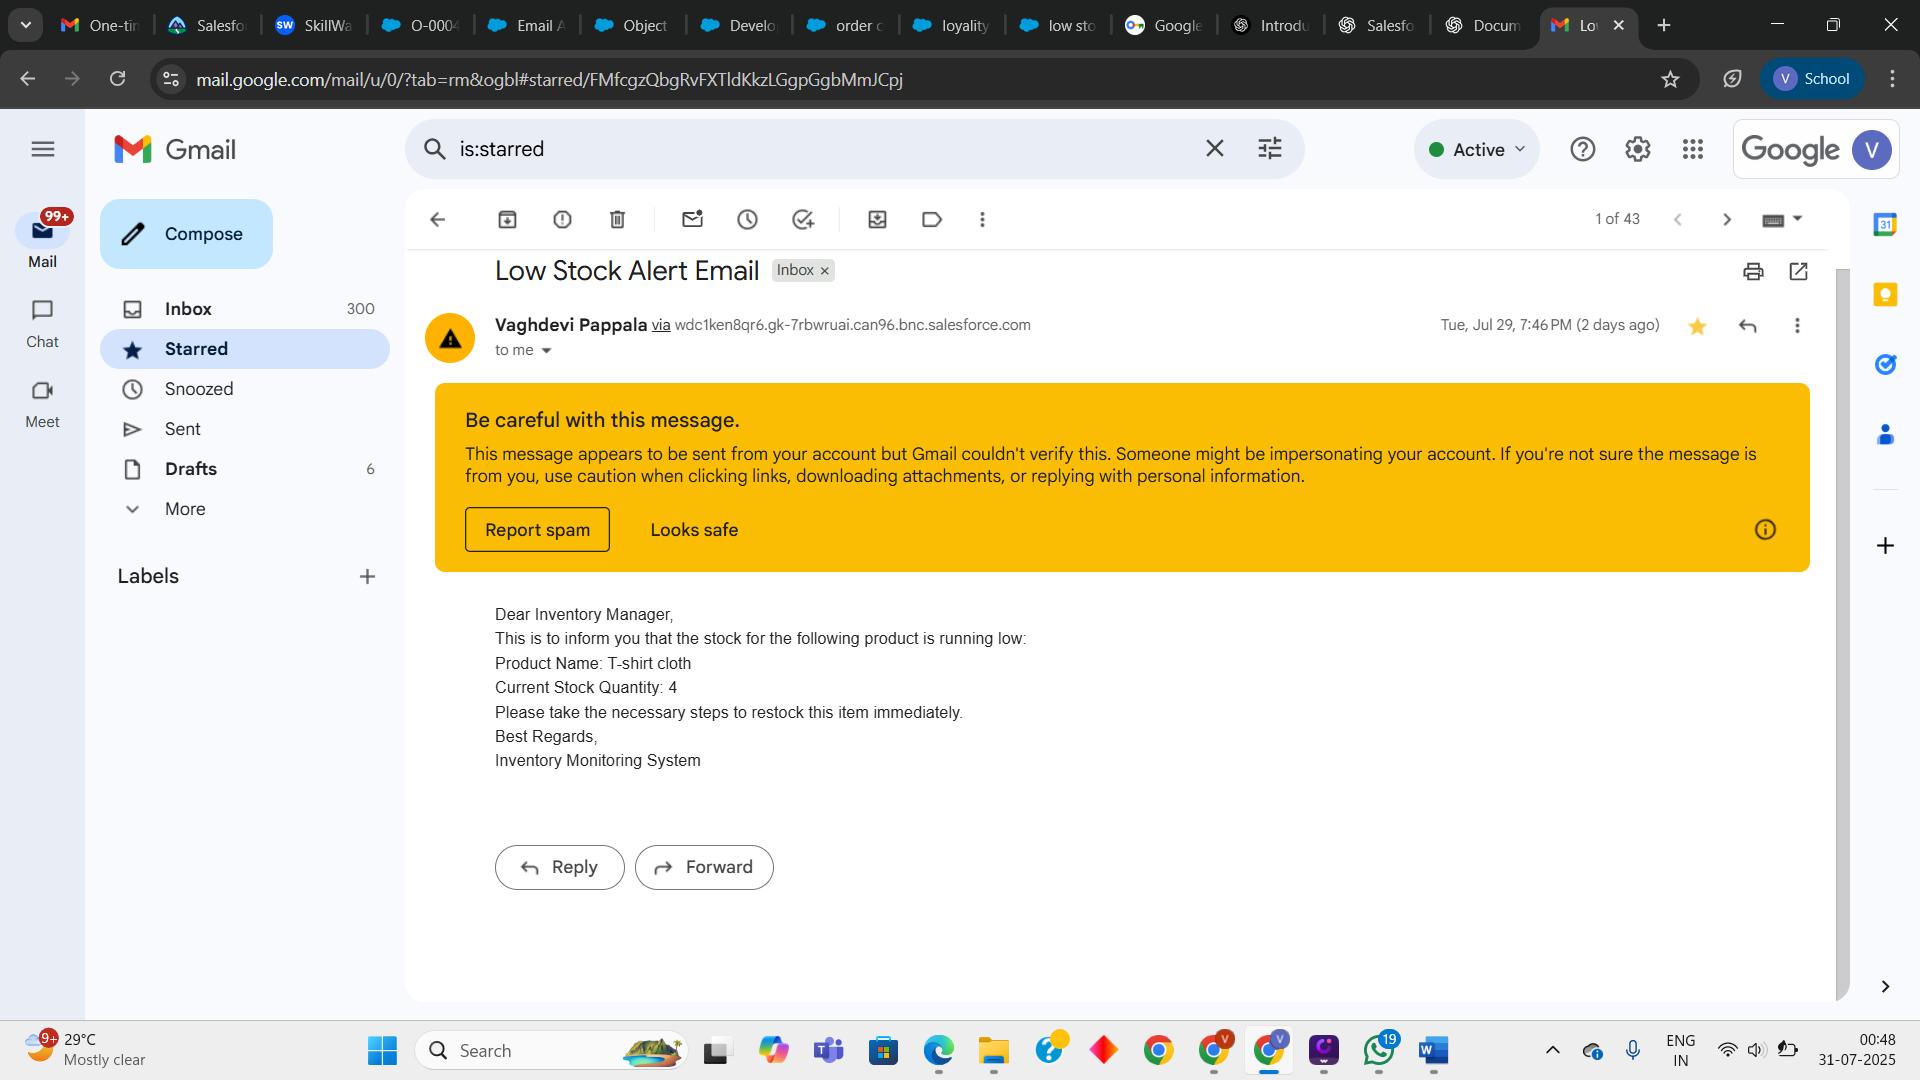 One-tin
Salesfo
SkillWa
O-0004
Email A
Object
Develo
order c
loyality
low sto
Google
Introdu
Salesfo
Docum
Lo
mail.google.com/mail/u/0/?tab=rm&ogbl#starred/FMfcgzQbgRvFXTldKkzLGgpGgbMmJCpj
V School
Gmail
is:starred
Active
Google
V
99+
Mail
Chat
Meet
Compose
Inbox 300
Starred
Snoozed
Sent
Drafts 6
More
Labels
1 of 43
31
Low Stock Alert Email Inbox ×
Vaghdevi Pappala via wdc1ken8qr6.gk-7rbwruai.can96.bnc.salesforce.com
Tue, Jul 29, 7:46 PM (2 days ago)
to me
Be careful with this message.
This message appears to be sent from your account but Gmail couldn't verify this. Someone might be impersonating your account. If you're not sure the message is
from you, use caution when clicking links, downloading attachments, or replying with personal information.
Report spam Looks safe
Dear Inventory Manager,
This is to inform you that the stock for the following product is running low:
Product Name: T-shirt cloth
Current Stock Quantity: 4
Please take the necessary steps to restock this item immediately.
Best Regards,
Inventory Monitoring System
Reply Forward
9+
29°C
Mostly clear
Search
V
V
19
ENG
IN
00:48
31-07-2025